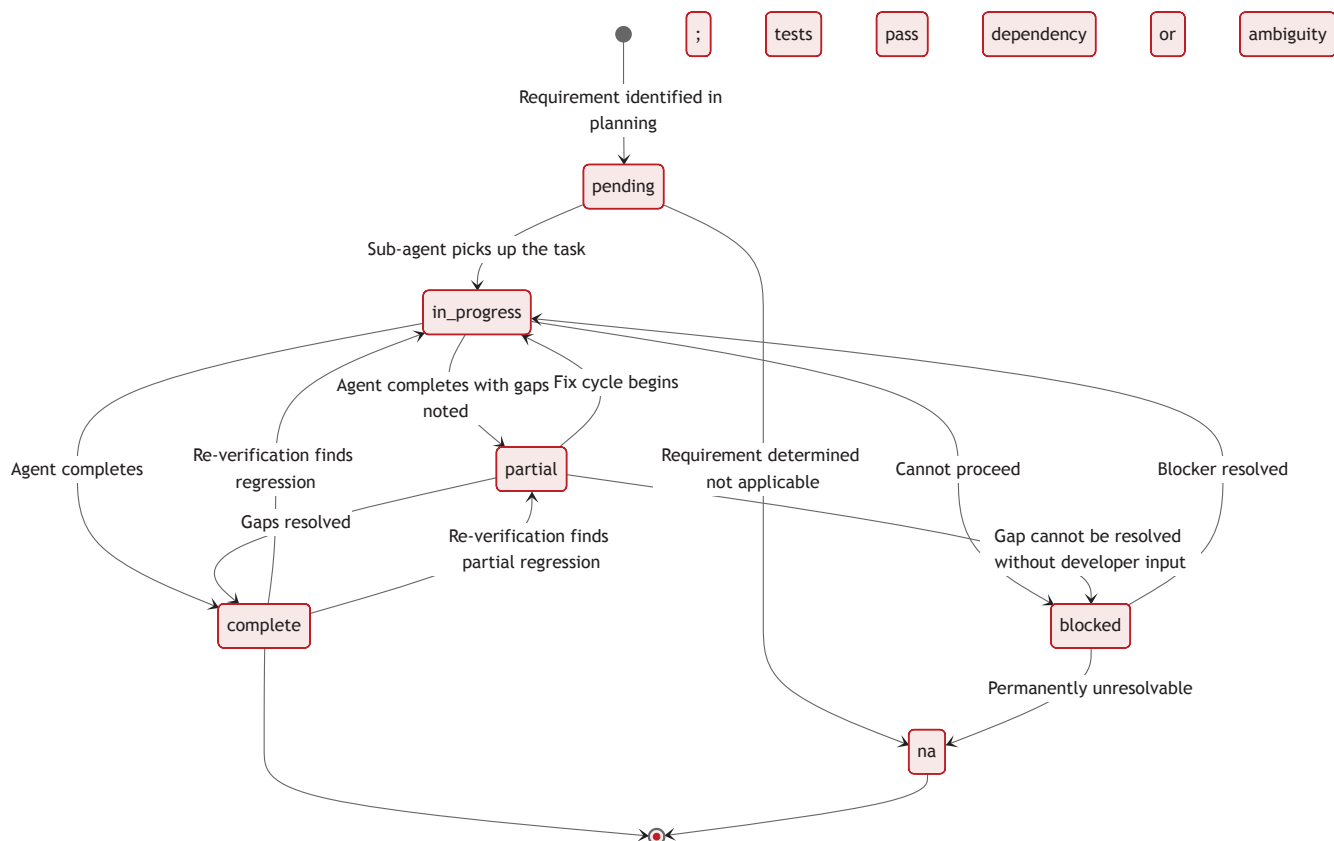 ;
tests
pass
dependency
or
ambiguity
Requirement identified in
planning
pending
Sub-agent picks up the task
in_progress
Agent completes with gaps
noted
Fix cycle begins
Agent completes
Re-verification finds
regression
partial
Requirement determined
not applicable
Cannot proceed
Blocker resolved
Gaps resolved
Re-verification finds
partial regression
Gap cannot be resolved
without developer input
complete
blocked
Permanently unresolvable
na